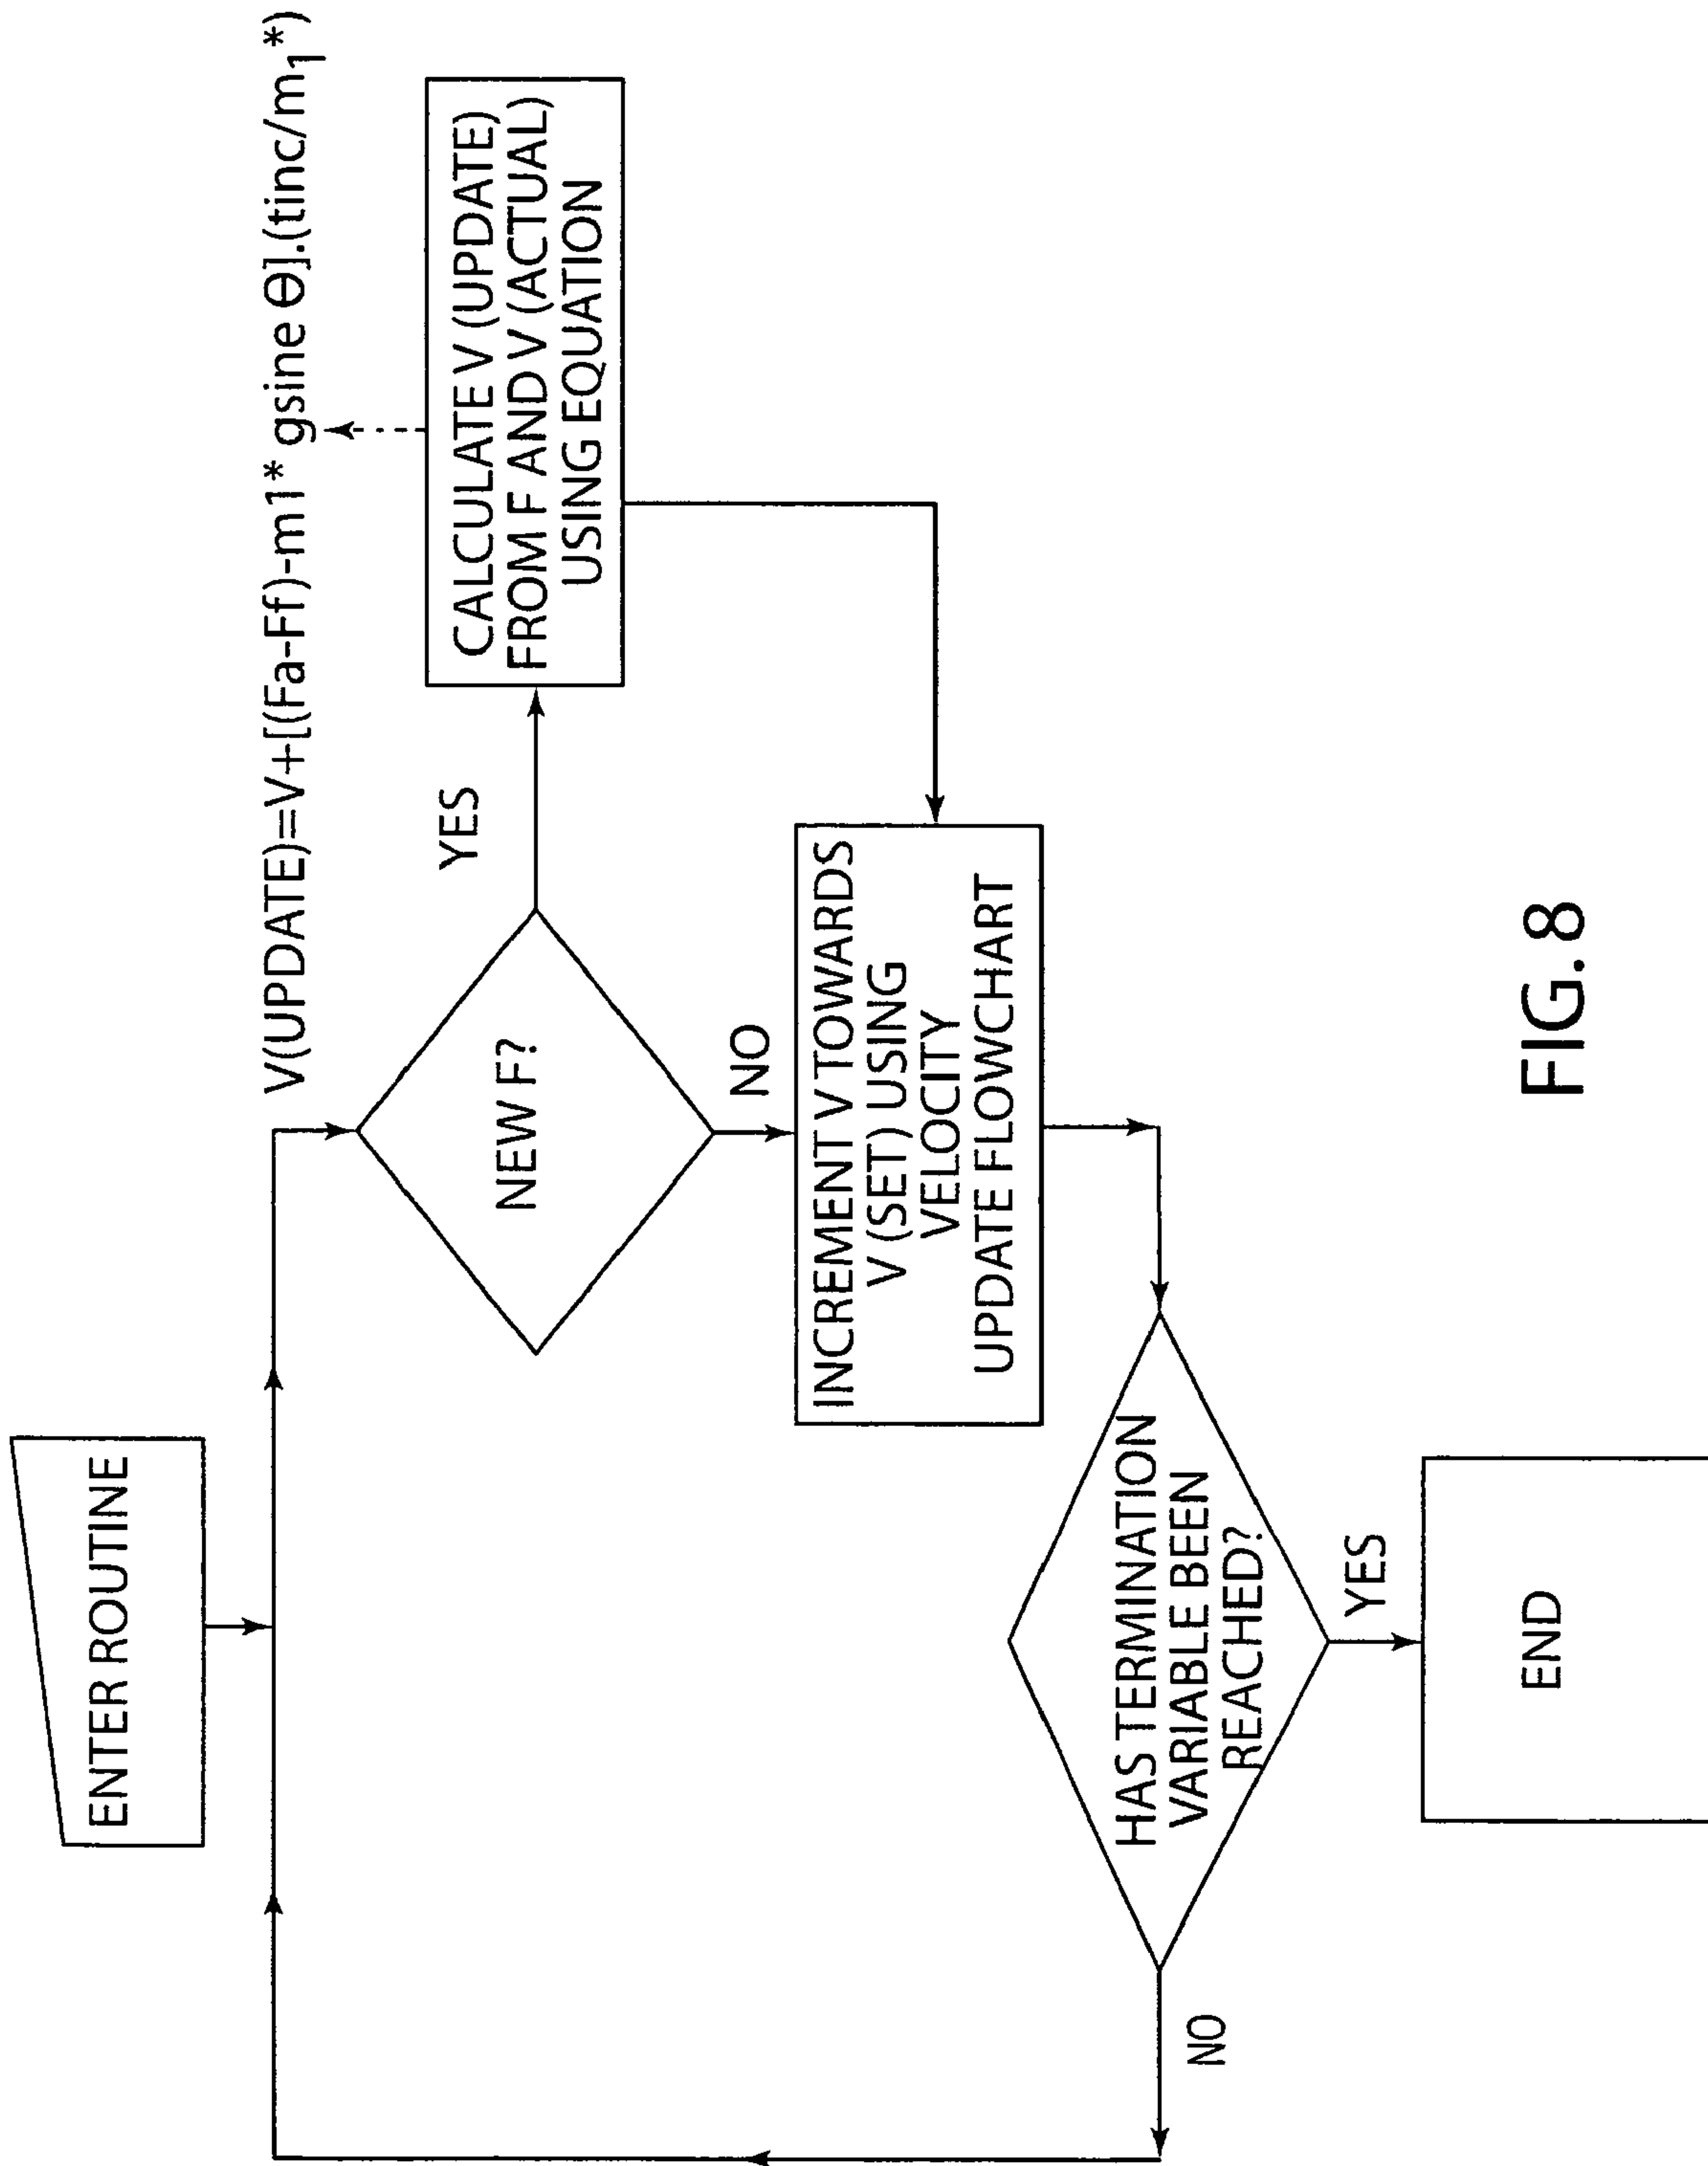 ENTER ROUTINE
V(UPDATE)=V+[(Fa-Ff)-m1* gsine Θ].(tinc/m₁*)
NEW F?
YES
CALCULATE V (UPDATE)
FROM F AND V (ACTUAL)
USING EQUATION
NO
INCREMENT V TOWARDS
V (SET) USING
VELOCITY
UPDATE FLOWCHART
HAS TERMINATION
VARIABLE BEEN
REACHED?
NO
YES
END
FIG. 8